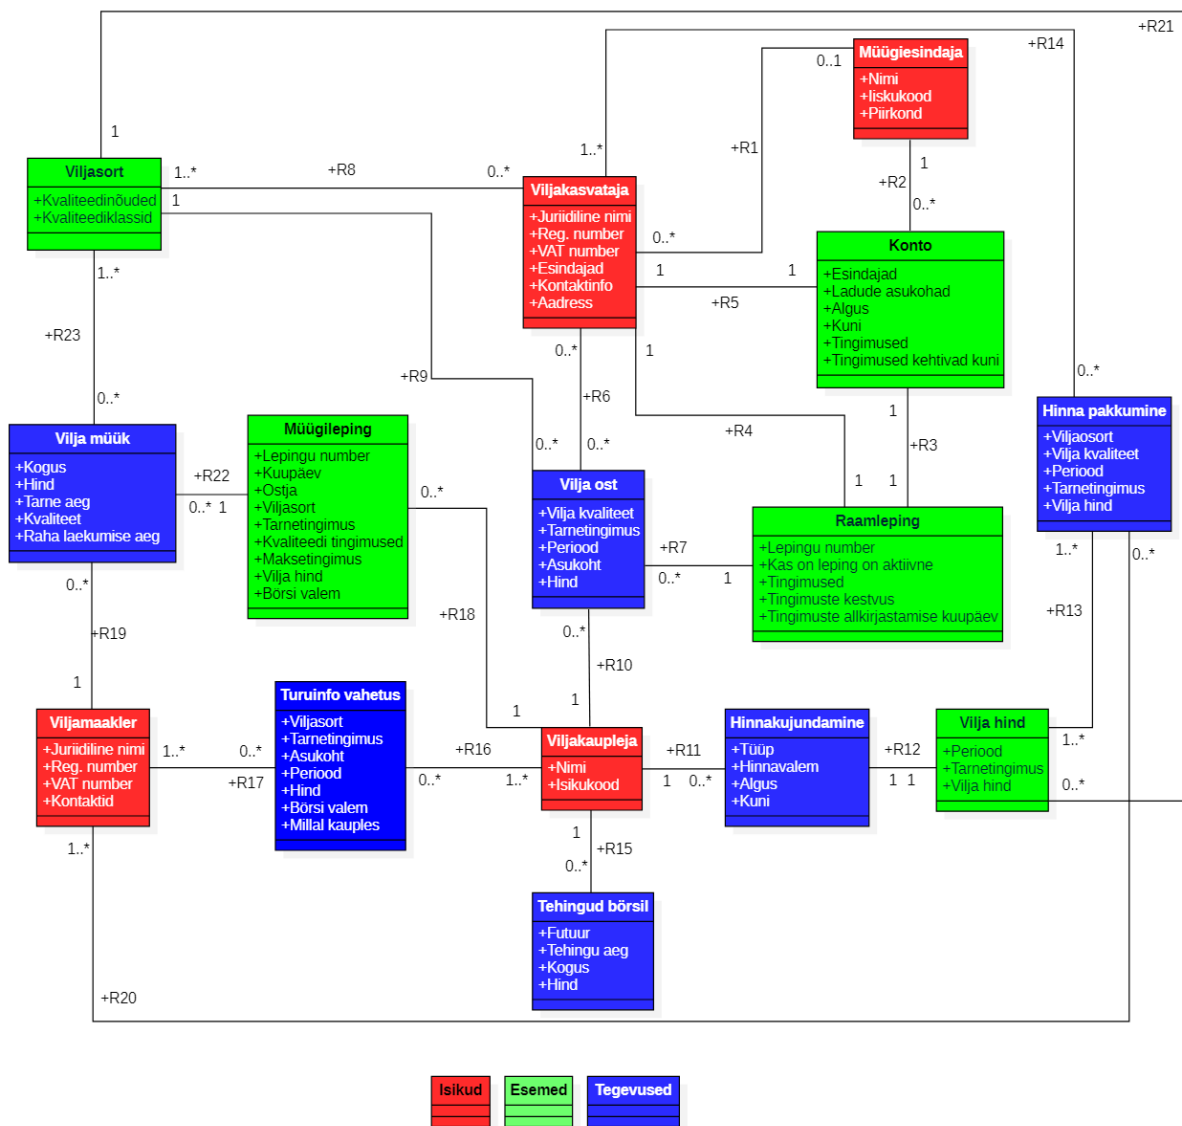 +R21
+R14
Müügiesindaja
+Nimi
+Iiskukood
+Piirkond
0..1
1
+R1
1..*
1
+R2
0..*
Viljasort
+Kvaliteedinõuded
+Kvaliteediklassid
1..*
+R8
0..*
1
Viljakasvataja
+Juriidiline nimi
+Reg. number
+VAT number
+Esindajad
+Kontaktinfo
+Aadress
0..*
1
1
+R5
Konto
+Esindajad
+Ladude asukohad
+Algus
+Kuni
+Tingimused
+Tingimused kehtivad kuni
1..*
+R23
0..*
+R9
0..*
1
+R6
0..*
0..*
+R4
1
+R3
1
1
0..*
Hinna pakkumine
+Viljaosort
+Vilja kvaliteet
+Periood
+Tarnetingimus
+Vilja hind
Vilja müük
+Kogus
+Hind
+Tarne aeg
+Kvaliteet
+Raha laekumise aeg
+R22
0..*
1
Müügileping
+Lepingu number
+Kuupäev
+Ostja
+Viljasort
+Tarnetingimus
+Kvaliteedi tingimused
+Maksetingimus
+Vilja hind
+Börsi valem
0..*
Vilja ost
+Vilja kvaliteet
+Tarnetingimus
+Periood
+Asukoht
+Hind
+R7
0..*
1
Raamleping
+Lepingu number
+Kas on leping on aktiivne
+Tingimused
+Tingimuste kestvus
+Tingimuste allkirjastamise kuupäev
1..*
0..*
+R13
0..*
+R19
1
+R18
1
0..*
+R10
1
Viljamaakler
+Juriidiline nimi
+Reg. number
+VAT number
+Kontaktid
1..*
0..*
+R17
Turuinfo vahetus
+Viljasort
+Tarnetingimus
+Asukoht
+Periood
+Hind
+Börsi valem
+Millal kauples
+R16
0..*
1..*
Viljakaupleja
+Nimi
+Isikukood
+R11
1
0..*
Hinnakujundamine
+Tüüp
+Hinnavalem
+Algus
+Kuni
+R12
1
1
Vilja hind
+Periood
+Tarnetingimus
+Vilja hind
1..*
0..*
1..*
1
+R15
0..*
Tehingud börsil
+Futuur
+Tehingu aeg
+Kogus
+Hind
+R20
Isikud
Esemed
Tegevused